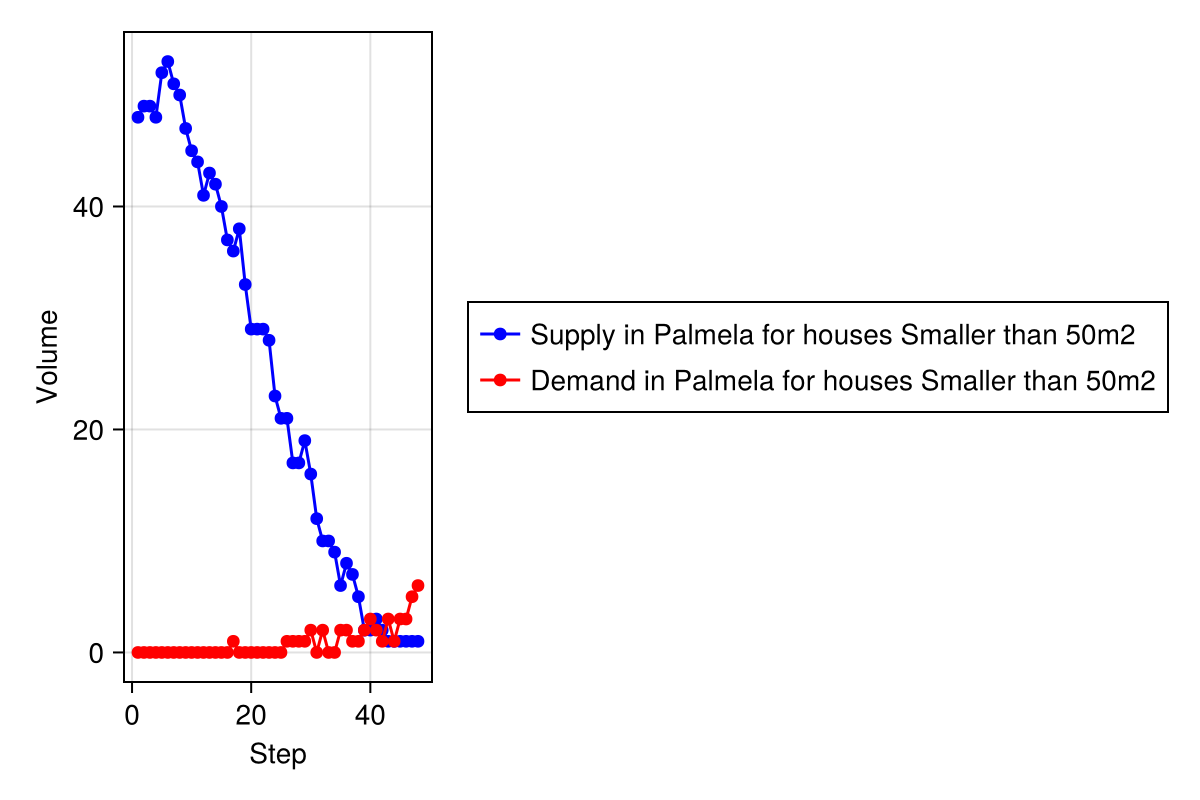 Volume
40
20
0
0 20 40
Step
Supply in Palmela for houses Smaller than 50m2
Demand in Palmela for houses Smaller than 50m2